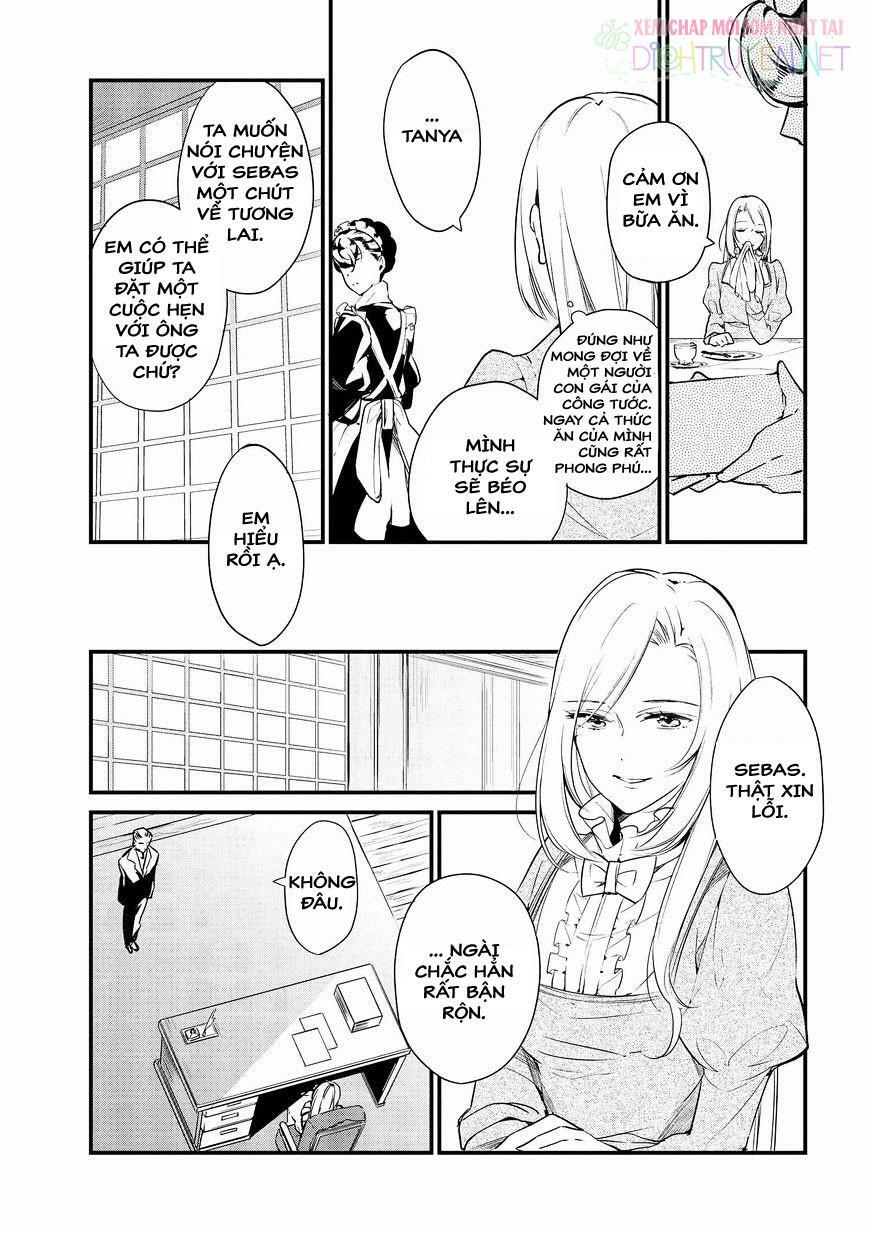 XEM CHAP MỚI SỚM NHẤT TẠI
DICHTRUYEN.NET
CẢM ƠN
EM VÌ
BỮA ĂN.
ĐÚNG NHƯ
MONG ĐỢI VỀ
MỘT NGƯỜI
CON GÁI CỦA
CÔNG TƯỚC.
NGAY CẢ THỨC
ĂN CỦA MÌNH
CŨNG RẤT
PHONG PHÚ...
MÌNH
THỰC SỰ
SẼ BÉO
LÊN...
...
TANYA
TA MUỐN
NÓI CHUYỆN
VỚI SEBAS
MỘT CHÚT
VỀ TƯƠNG
LAI.
EM CÓ THỂ
GIÚP TA
ĐẶT MỘT
CUỘC HẸN
VỚI ÔNG
TA ĐƯỢC
CHỨ?
EM
HIỂU
RỒI Ạ.
SEBAS.
THẬT XIN
LỖI.
... NGÀI
CHẮC HẲN
RẤT BẬN
RỘN.
KHÔNG
ĐÂU.